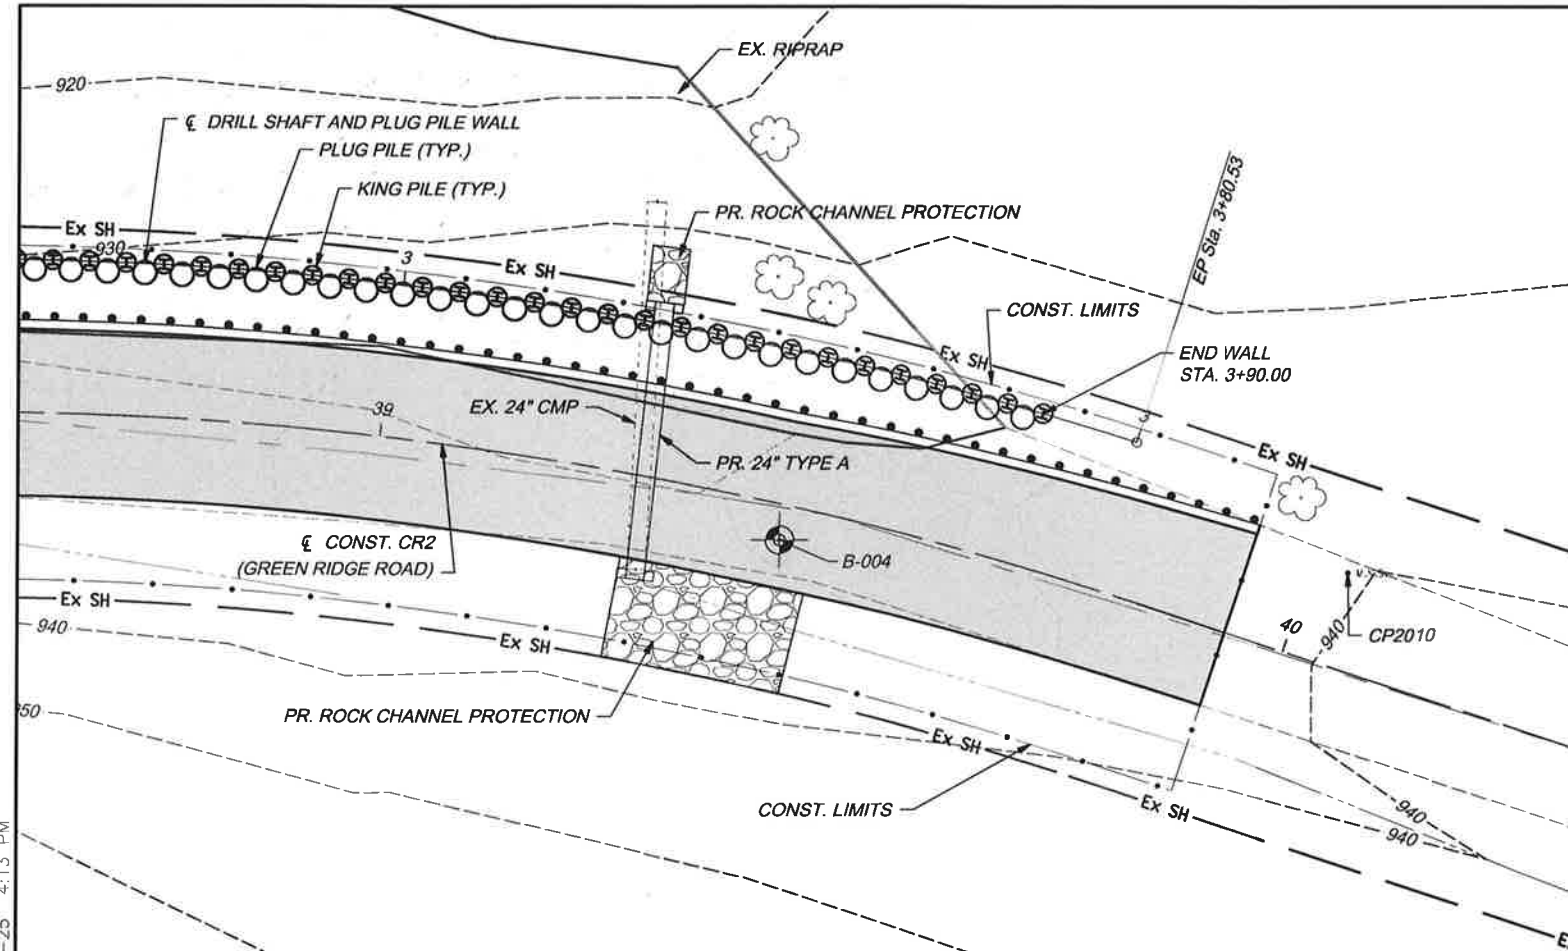 EX. RIPRAP
920
℄ DRILL SHAFT AND PLUG PILE WALL
PLUG PILE (TYP.)
KING PILE (TYP.)
EP Sta. 3+80.53
PR. ROCK CHANNEL PROTECTION
Ex SH
930
3
Ex SH
CONST. LIMITS
Ex SH
END WALL
STA. 3+90.00
39
EX. 24" CMP
3
PR. 24" TYPE A
Ex SH
℄ CONST. CR2
(GREEN RIDGE ROAD)
B-004
Ex SH
940
Ex SH
40
940
CP2010
PR. ROCK CHANNEL PROTECTION
Ex SH
CONST. LIMITS
Ex SH
940
940
4:13 PM